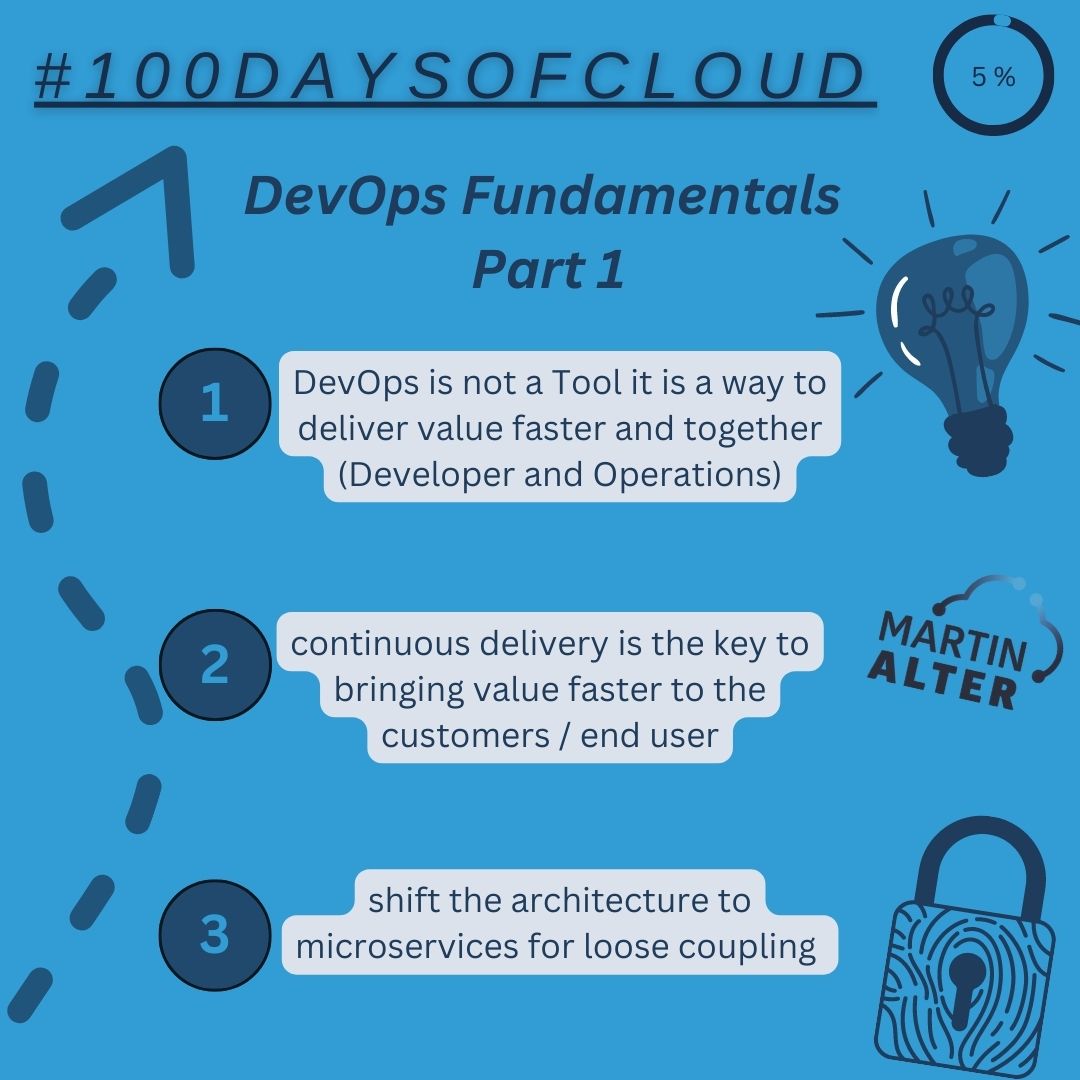 #100DAYSOFCLOUD
5 %
DevOps Fundamentals
Part 1
1
DevOps is not a Tool it is a way to
deliver value faster and together
(Developer and Operations)
2
continuous delivery is the key to
bringing value faster to the
customers / end user
MARTIN
ALTER
3
shift the architecture to
microservices for loose coupling